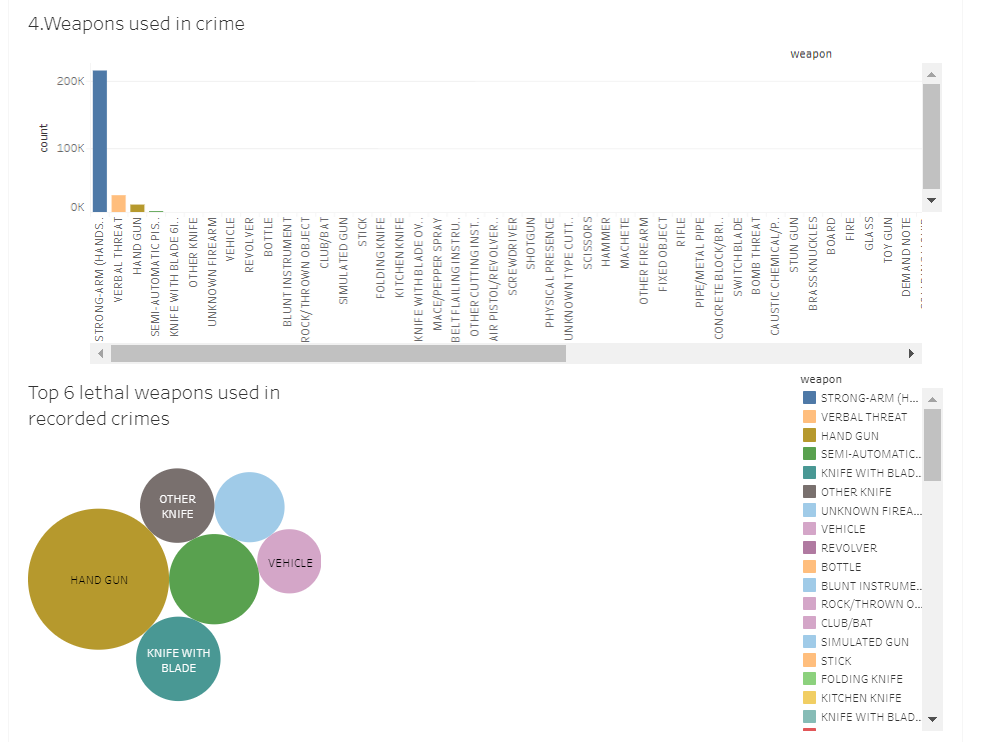 4.Weapons used in crime
weapon
200K
100K
0K
count
STRONG-ARM (HANDS..
VERBAL THREAT
HAND GUN
SEMI-AUTOMATIC PIS..
KNIFE WITH BLADE 6I..
OTHER KNIFE
UNKNOWN FIREARM
VEHICLE
REVOLVER
BOTTLE
BLUNT INSTRUMENT
ROCK/THROWN OBJECT
CLUB/BAT
SIMULATED GUN
STICK
FOLDING KNIFE
KITCHEN KNIFE
KNIFE WITH BLADE OV..
MACE/PEPPER SPRAY
BELT FLAILING INSTRU..
OTHER CUTTING INST..
AIR PISTOL/REVOLVER..
SCREWDRIVER
SHOTGUN
PHYSICAL PRESENCE
UNKNOWN TYPE CUTT..
SCISSORS
HAMMER
MACHETE
OTHER FIREARM
FIXED OBJECT
RIFLE
PIPE/METAL PIPE
CONCRETE BLOCK/BRI..
SWITCH BLADE
BOMB THREAT
CAUSTIC CHEMICAL/P..
STUN GUN
BRASS KNUCKLES
BOARD
FIRE
GLASS
TOY GUN
DEMAND NOTE
Top 6 lethal weapons used in
recorded crimes
OTHER
KNIFE
HAND GUN
VEHICLE
KNIFE WITH
BLADE
weapon
STRONG-ARM (H...
VERBAL THREAT
HAND GUN
SEMI-AUTOMATIC..
KNIFE WITH BLAD..
OTHER KNIFE
UNKNOWN FIREA...
VEHICLE
REVOLVER
BOTTLE
BLUNT INSTRUME..
ROCK/THROWN O...
CLUB/BAT
SIMULATED GUN
STICK
FOLDING KNIFE
KITCHEN KNIFE
KNIFE WITH BLAD..